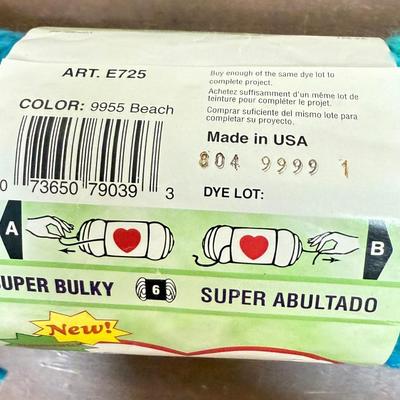 ART. E725
COLOR: 9955 Beach
0 73650 79039 3
Buy enough of the same dye lot to
complete project.
Achetez suffisamment d'un même lot de
teinture pour compléter le projet.
Comprar suficiente del mismo lote para
completar su proyecto.
Made in USA
804 9999 1
DYE LOT:
A
B
SUPER BULKY
6
SUPER ABULTADO
New!